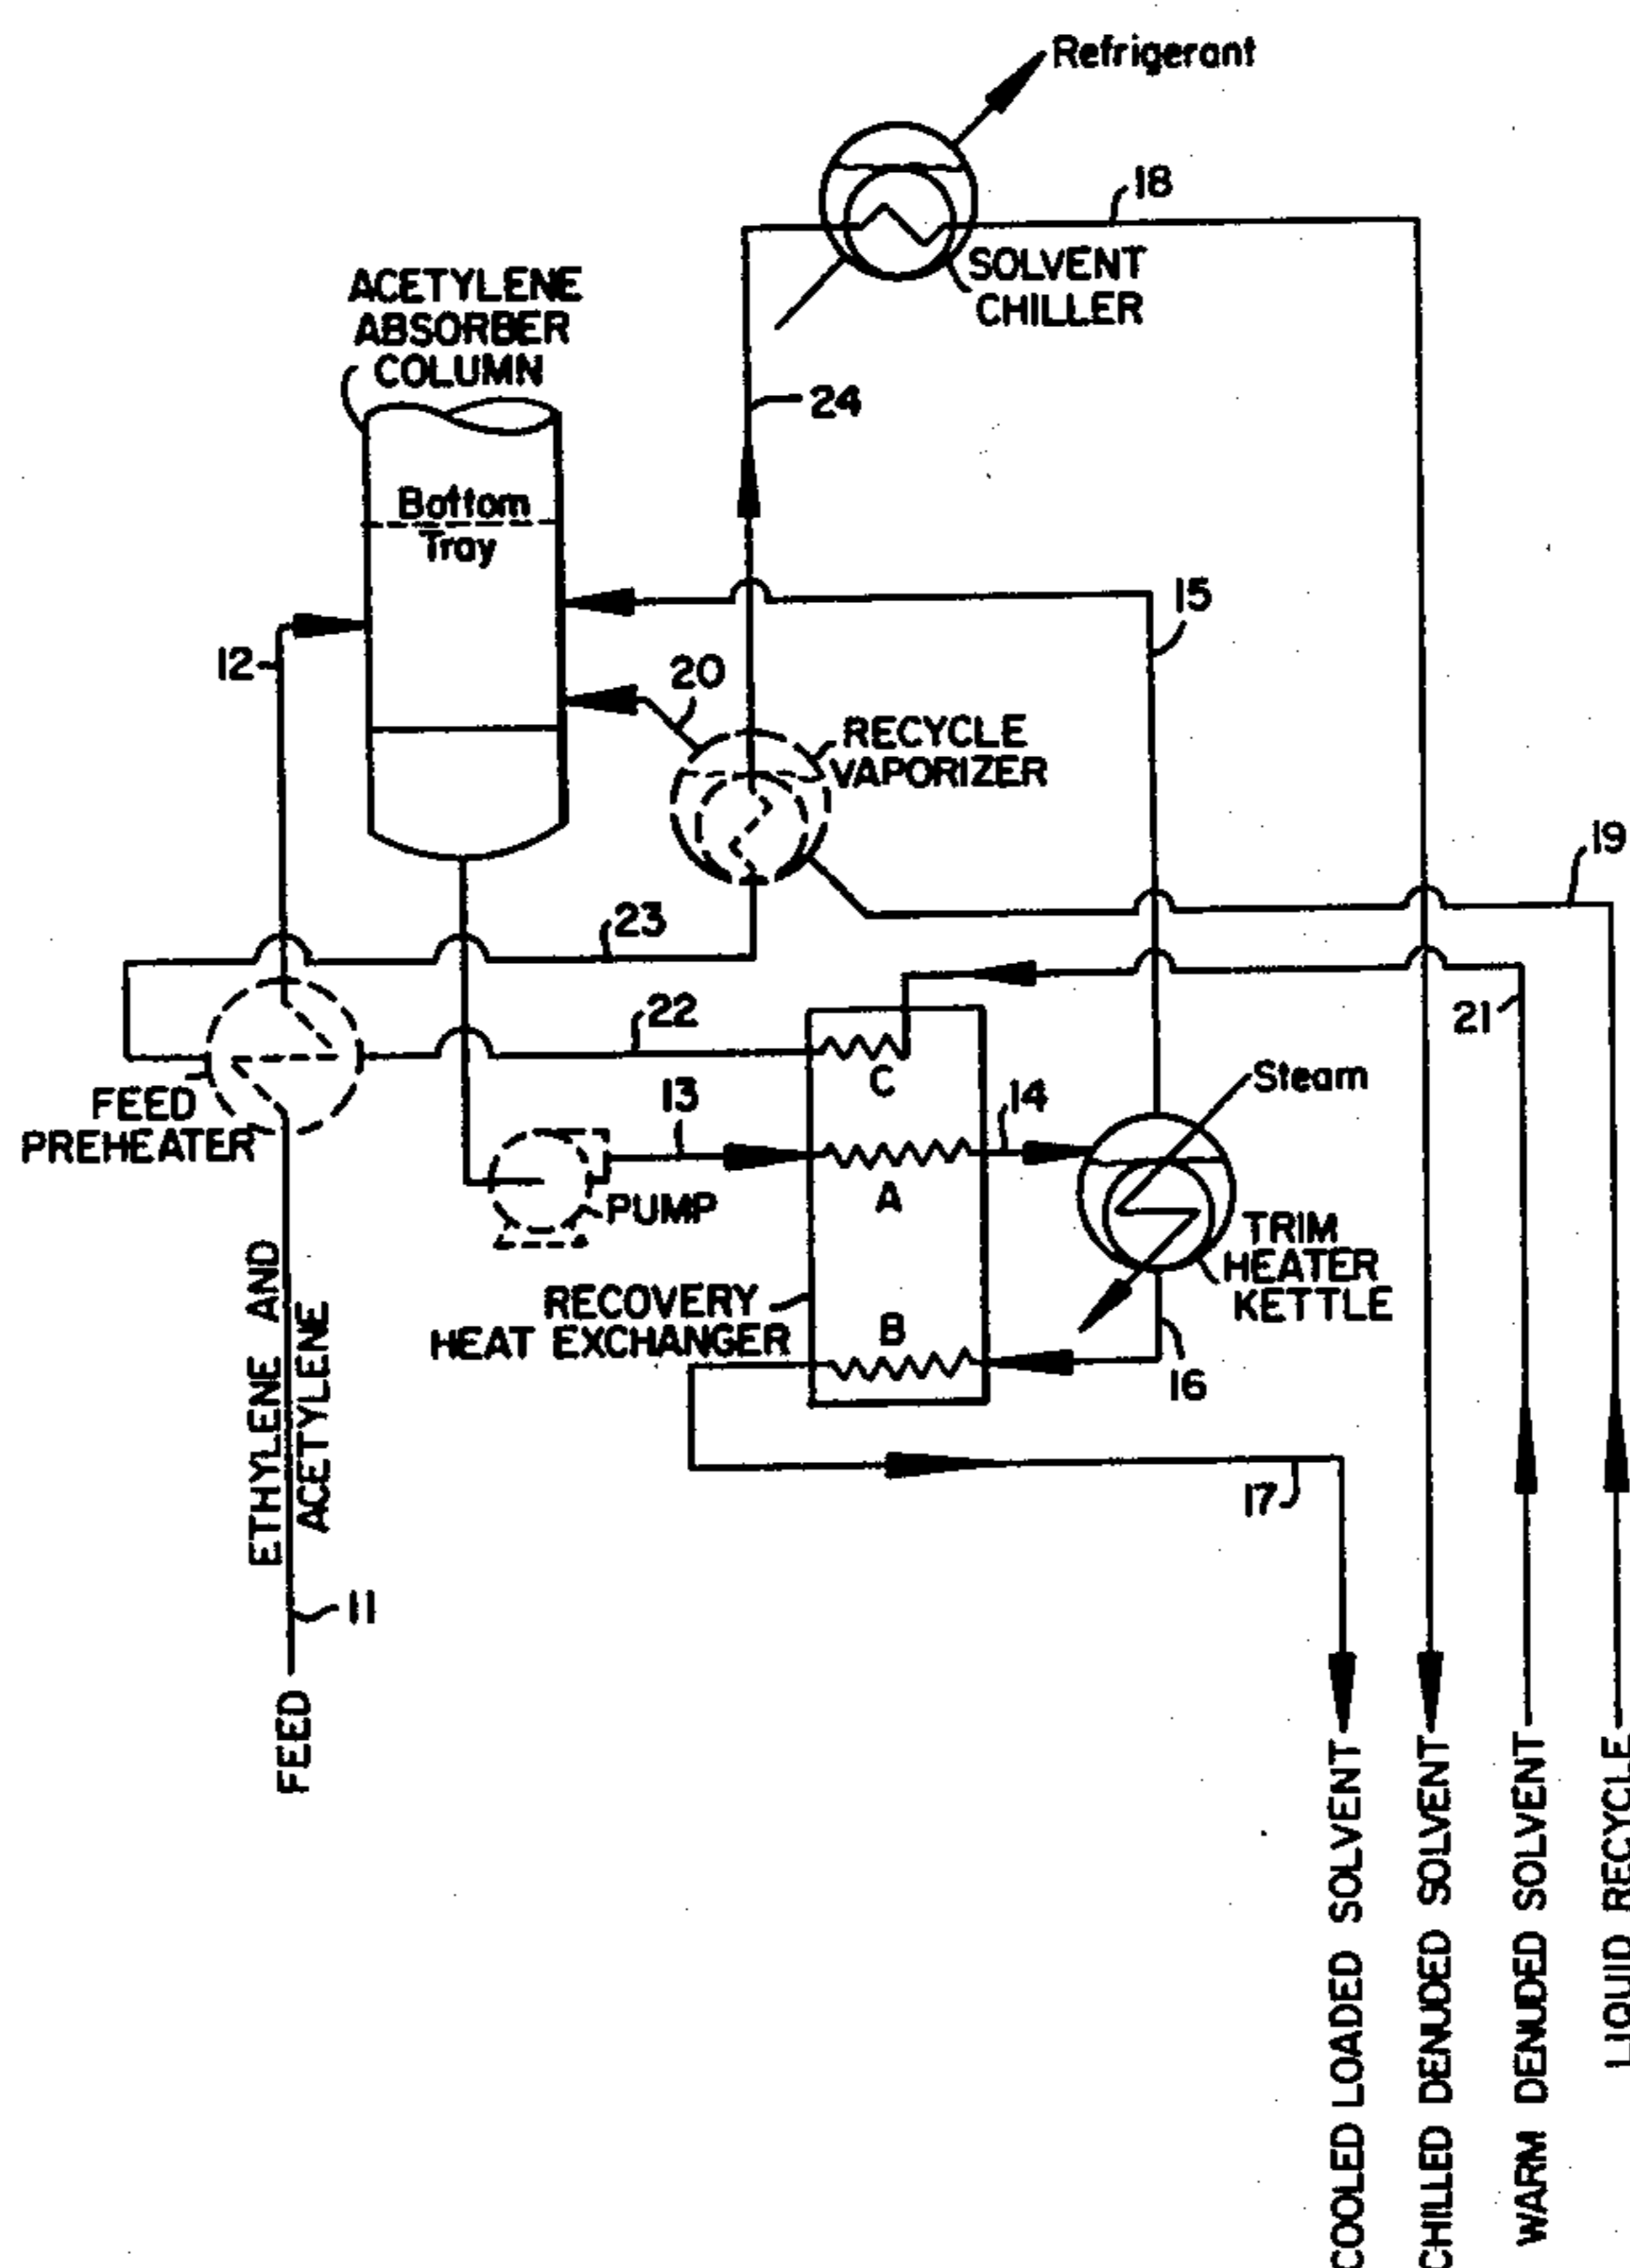 Refrigerant
18
SOLVENT
CHILLER
ACETYLENE
ABSORBER
COLUMN
24
Bottom
Tray
15
12
20
RECYCLE
VAPORIZER
19
23
22
21
C
Steam
FEED
PREHEATER
13
14
A
PUMP
TRIM
HEATER
KETTLE
RECOVERY
HEAT EXCHANGER
B
16
ETHYLENE AND
ACETYLENE
17
11
FEED
COOLED LOADED SOLVENT
CHILLED DENUDED SOLVENT
WARM DENUDED SOLVENT
LIQUID RECYCLE